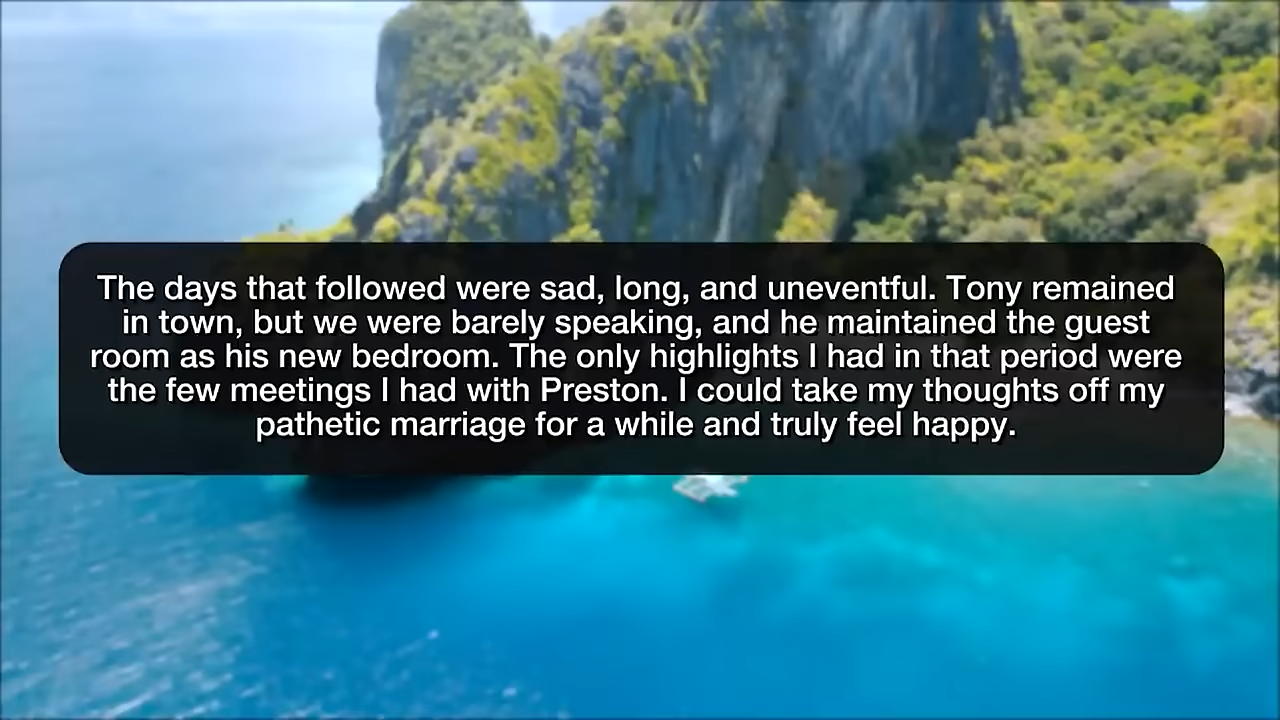 The days that followed were sad, long, and uneventful. Tony remained
in town, but we were barely speaking, and he maintained the guest
room as his new bedroom. The only highlights I had in that period were
the few meetings I had with Preston. I could take my thoughts off my
pathetic marriage for a while and truly feel happy.